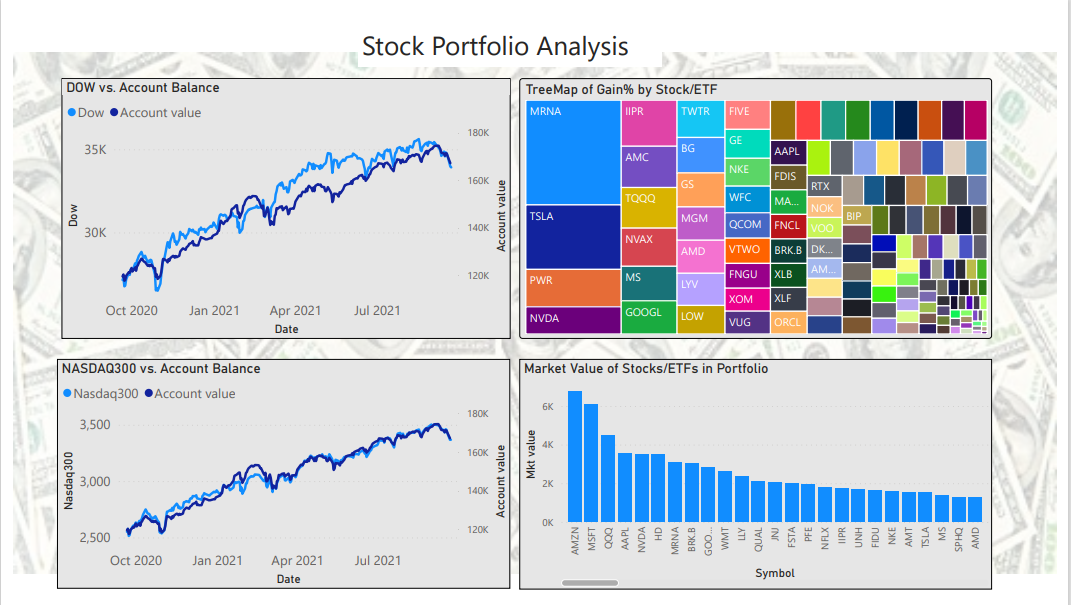 Stock Portfolio Analysis
DOW vs. Account Balance
Dow Account value
35K
30K
Dow
180K
160K
140K
120K
Account value
Oct 2020 Jan 2021 Apr 2021 Jul 2021
Date
TreeMap of Gain% by Stock/ETF
MRNA
TSLA
PWR
NVDA
IIPR
AMC
TQQQ
NVAX
MS
GOOGL
TWTR
BG
GS
MGM
AMD
LYV
LOW
FIVE
GE
NKE
WFC
QCOM
VTWO
FNGU
XOM
VUG
AAPL
FDIS
MA...
FNCL
BRK.B
XLB
XLF
ORCL
RTX
NOK
VOO
DK...
AM...
BIP
NASDAQ300 vs. Account Balance
Nasdaq300 Account value
3,500
3,000
2,500
Nasdaq300
180K
160K
140K
120K
Account value
Oct 2020 Jan 2021 Apr 2021 Jul 2021
Date
Market Value of Stocks/ETFs in Portfolio
6K
4K
2K
0K
Mkt value
AMZN
MSFT
QQQ
AAPL
NVDA
HD
MRNA
BRK.B
GOO...
WMT
LLY
QUAL
JNJ
FSTA
PFE
NFLX
IIPR
UNH
FIDU
NKE
AMT
TSLA
MS
SPHQ
AMD
Symbol